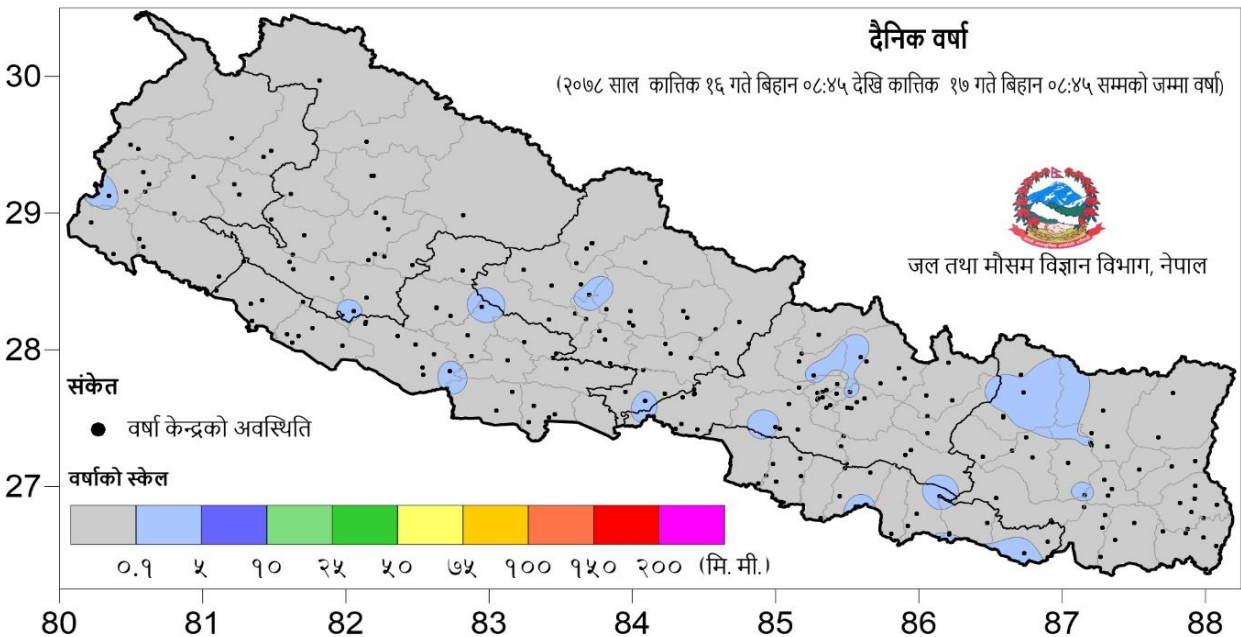 दैनिक वर्षा
(२०७८ साल कात्तिक १६ गते बिहान ०८:४५ देखि कात्तिक १७ गते बिहान ०८:४५ सम्मको जम्मा वर्षा)
जल तथा मौसम विज्ञान विभाग, नेपाल
30
29
28
27
संकेत
वर्षा केन्द्रको अवस्थिति
वर्षाको स्केल
०.१ ५ १० २५ ५० ७५ १०० १५० २०० (मि. मी.)
80 81 82 83 84 85 86 87 88